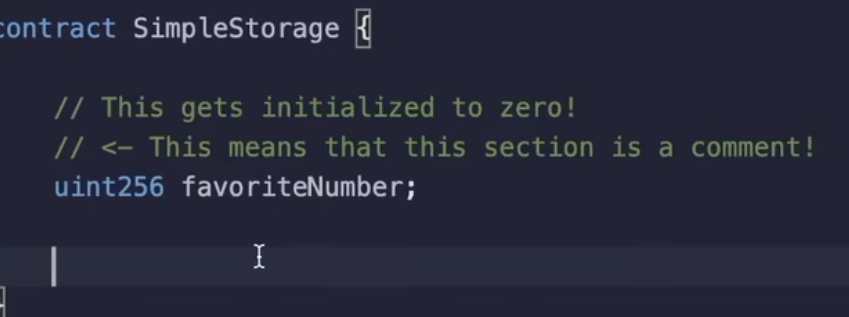 contract SimpleStorage {
// This gets initialized to zero!
// <- This means that this section is a comment!
uint256 favoriteNumber;
}